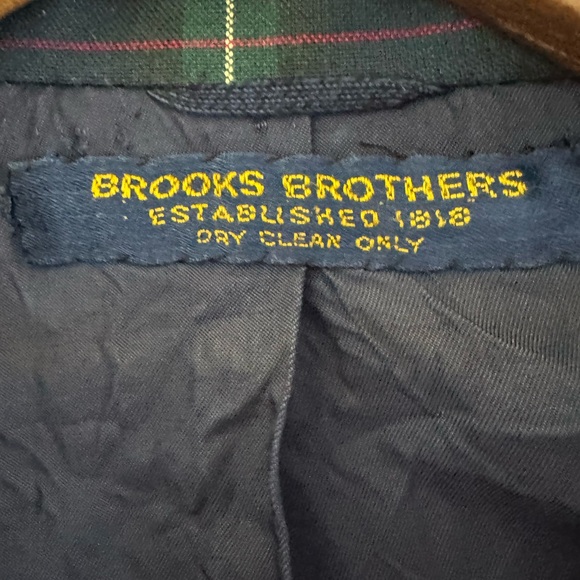 BROOKS BROTHERS
ESTABLISHED 1818
DRY CLEAN ONLY